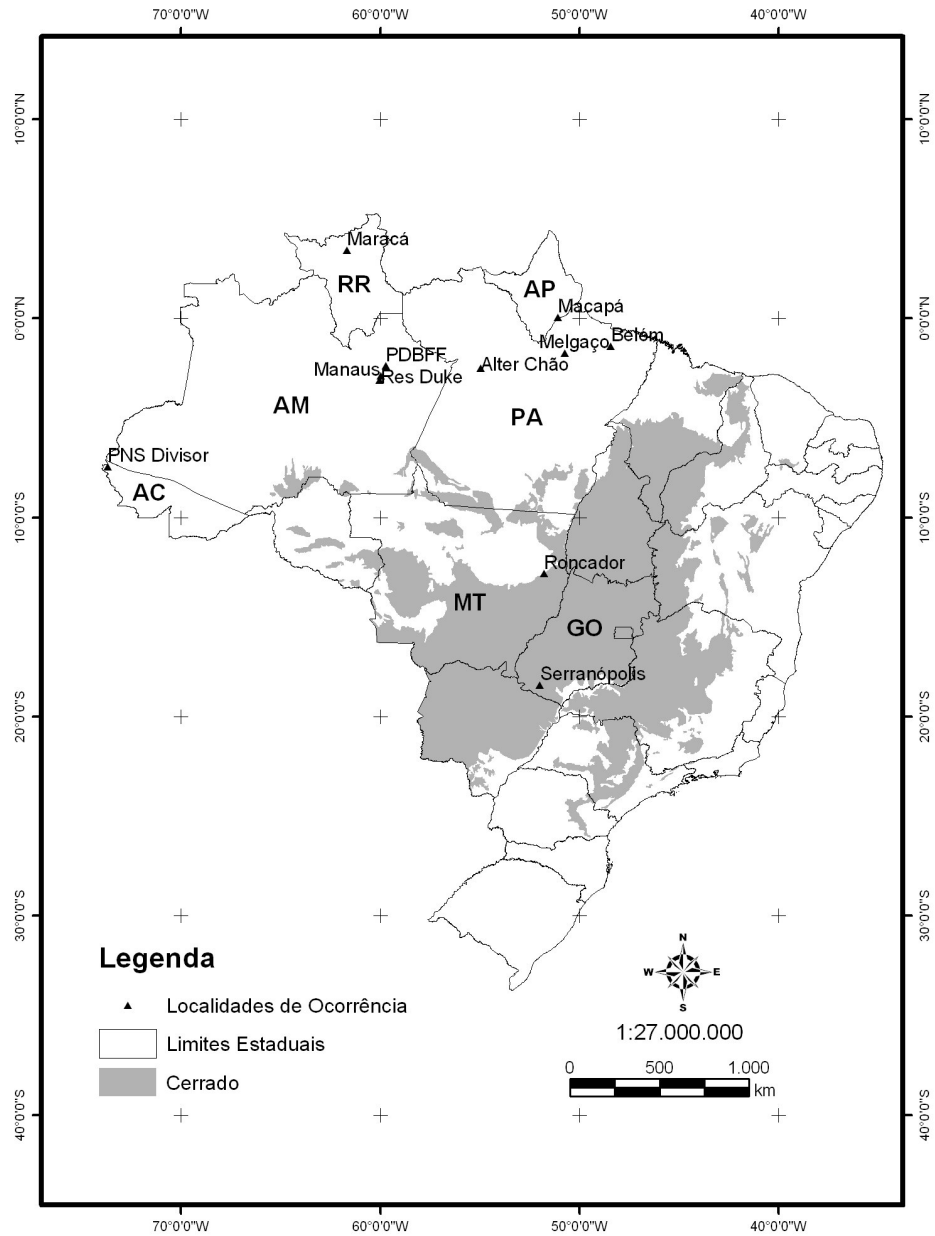 70°0'0"W 60°0'0"W 50°0'0"W 40°0'0"W
10°0'0"N 10°0'0"N
Maracá
RR
AP
Macapá
0°0'0"N 0°0'0"N
Belém
Melgaço
PDBFF
Alter Chão
Manaus
Res Duke
AM
PA
PNS Divisor
AC
10°0'0"S 10°0'0"S
Roncador
MT
GO
Serranópolis
20°0'0"S 20°0'0"S
30°0'0"S 30°0'0"S
Legenda
Localidades de Ocorrência
Limites Estaduais
Cerrado
N
W E
S
1:27.000.000
0 500 1.000
km
40°0'0"S 40°0'0"S
70°0'0"W 60°0'0"W 50°0'0"W 40°0'0"W